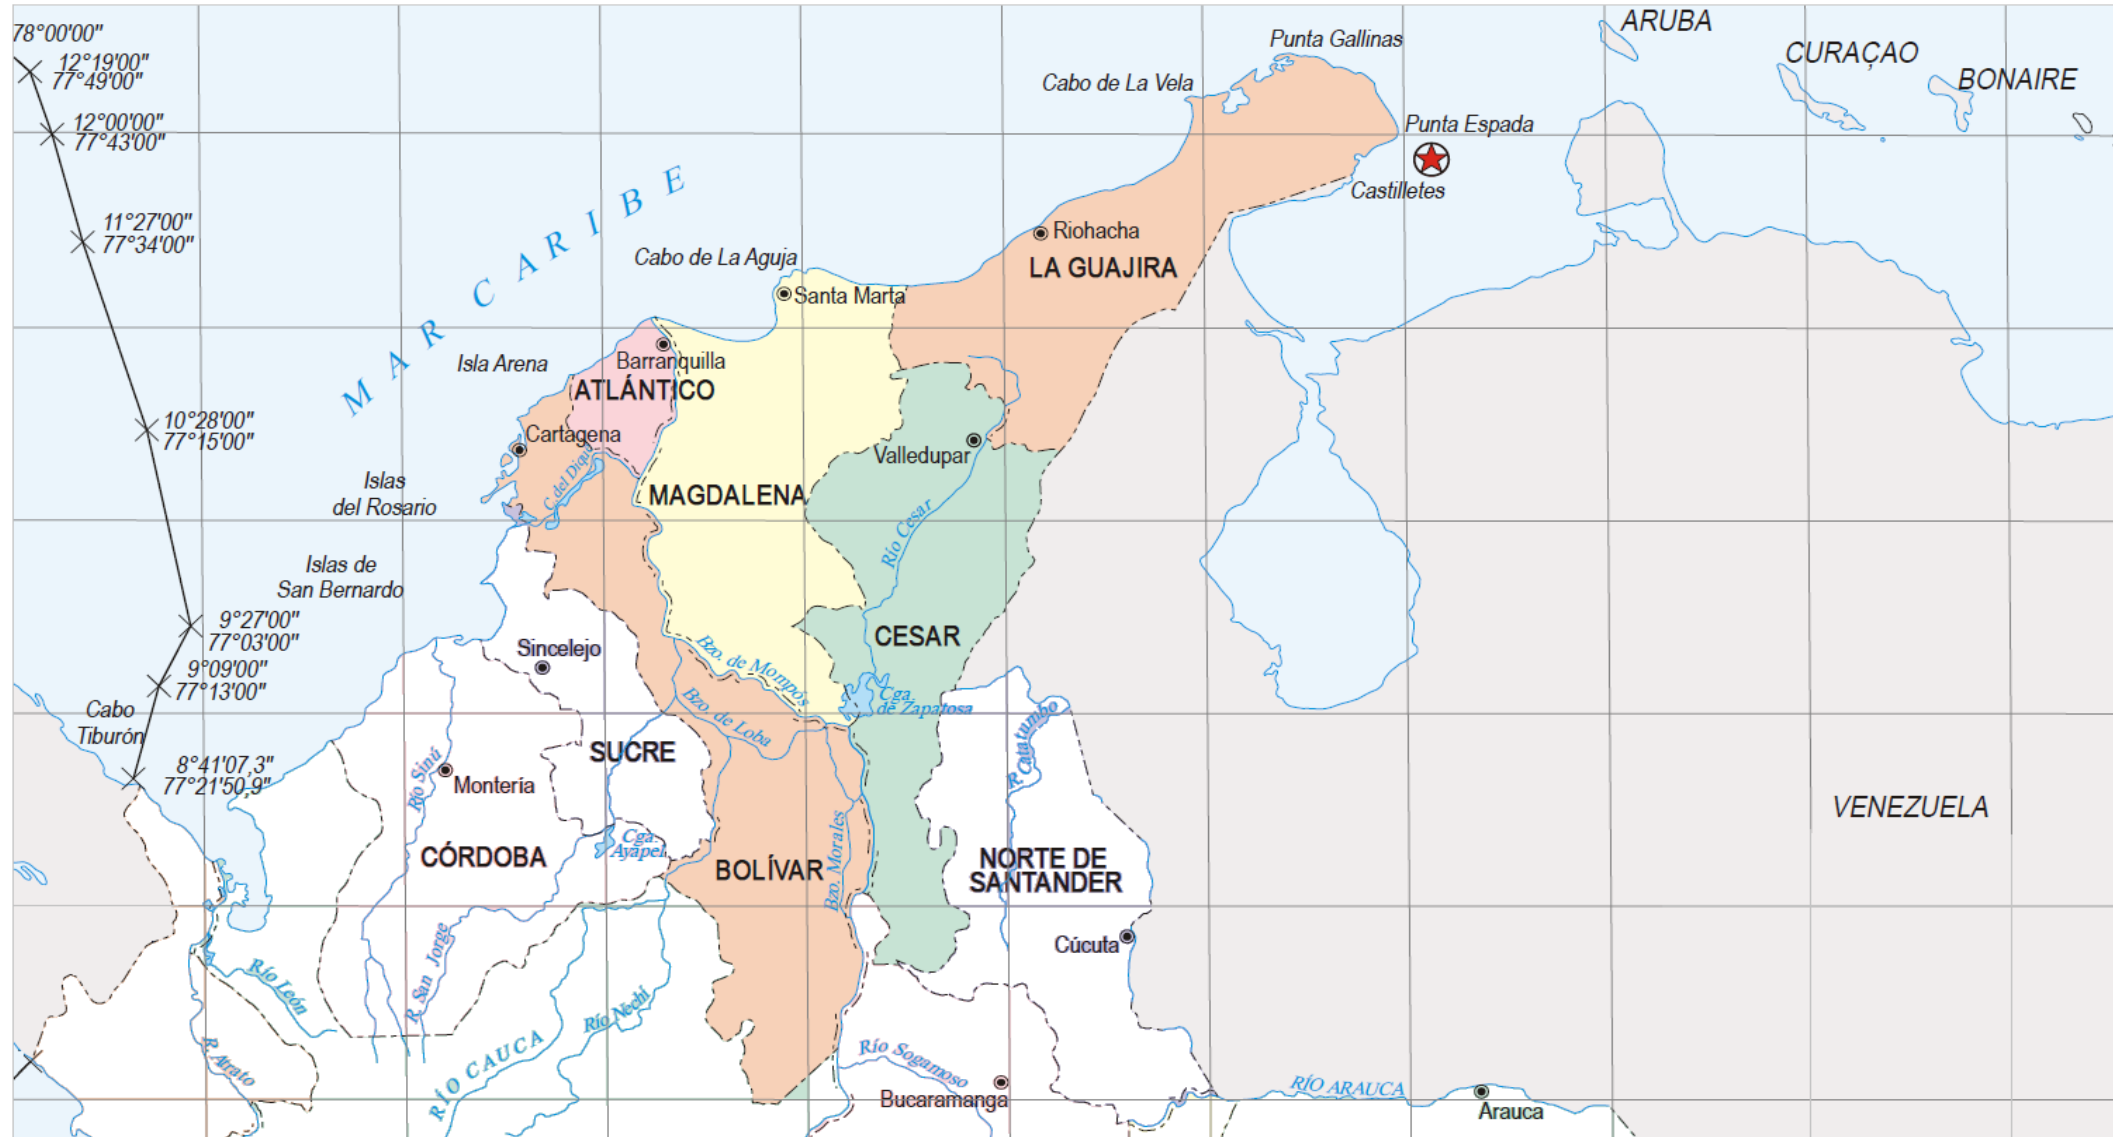 78°00'00"
12°19'00"
77°49'00"
12°00'00"
77°43'00"
11°27'00"
77°34'00"
10°28'00"
77°15'00"
9°27'00"
77°03'00"
9°09'00"
77°13'00"
8°41'07,3"
77°21'50,9"
ARUBA
CURAÇAO
BONAIRE
Punta Gallinas
Cabo de La Vela
Punta Espada
Castilletes
MAR CARIBE
Riohacha
LA GUAJIRA
Cabo de La Aguja
Santa Marta
Isla Arena
Barranquilla
ATLÁNTICO
Cartagena
C. del Dique
Valledupar
Islas
del Rosario
MAGDALENA
Río Cesar
Islas de
San Bernardo
CESAR
Sincelejo
Bzo. de Mompós
Cga.
de Zapatosa
Bzo. de Loba
Cabo
Tiburón
SUCRE
R. Catatumbo
Río Sinú
Montería
VENEZUELA
Cga.
Ayapel
Bzo. Morales
CÓRDOBA
BOLÍVAR
NORTE DE
SANTANDER
Cúcuta
Río León
R. San Jorge
Río Nechí
RÍO CAUCA
R. Atrato
Río Sogamoso
Bucaramanga
RÍO ARAUCA
Arauca